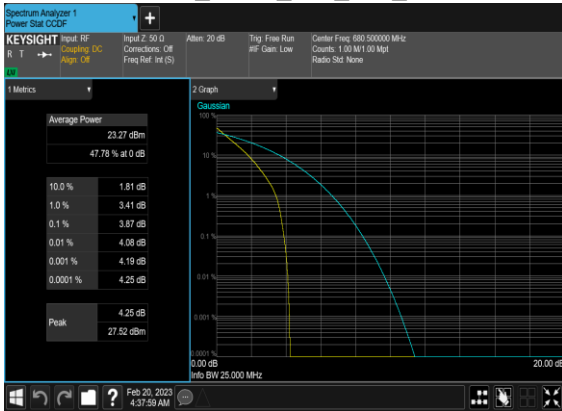 Spectrum Analyzer 1
Power Stat CCDF
KEYSIGHT
R T
Input: RF
Coupling: DC
Align: Off
Input Z: 50 Ω
Corrections: Off
Freq Ref: Int (S)
Atten: 20 dB
Trig: Free Run
#IF Gain: Low
Center Freq: 680.500000 MHz
Counts: 1.00 M/1.00 Mpt
Radio Std: None
1 Metrics
Average Power
23.27 dBm
47.78 % at 0 dB
10.0 % 1.81 dB
1.0 % 3.41 dB
0.1 % 3.87 dB
0.01 % 4.08 dB
0.001 % 4.19 dB
0.0001 % 4.25 dB
Peak
4.25 dB
27.52 dBm
2 Graph
Gaussian
100 %
10 %
1 %
0.1 %
0.01 %
0.001 %
0.0001 %
0.00 dB
20.00 dB
Info BW 25.000 MHz
?
Feb 20, 2023
4:37:59 AM